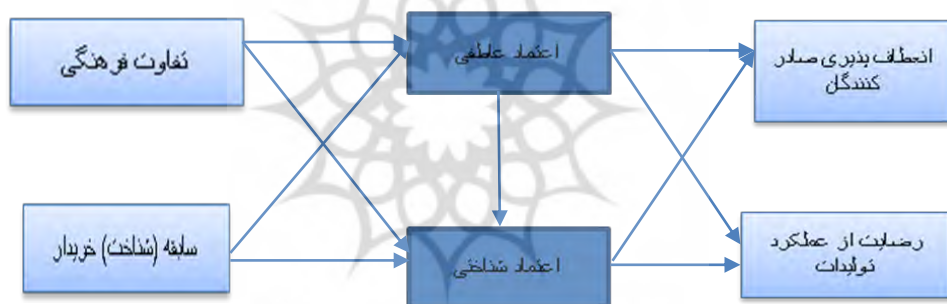 تفاوت فرهنگی
اعتماد عاطفی
انعطاف پذیری صادر
کنندگان
سابقه (شناخت) خریدار
اعتماد شناختی
رضایت از عملکرد
تولیدات